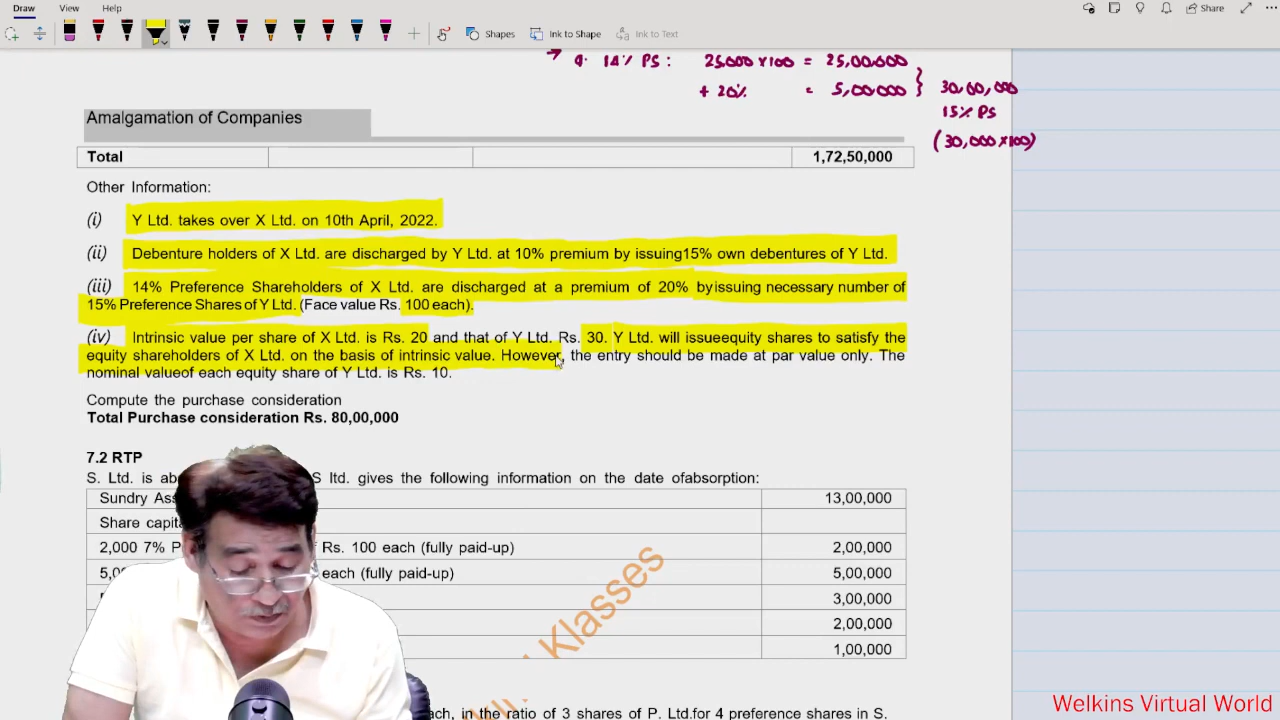 Draw View Help
Share
Shapes Ink to Shape Ink to Text
14% PS : 25,000 x 100 = 25,00,000
+ 20% = 5,00,000 } 30,00,000
15% PS
(30,000 x 100)
Amalgamation of Companies
Total 1,72,50,000
Other Information:
(i) Y Ltd. takes over X Ltd. on 10th April, 2022.
(ii) Debenture holders of X Ltd. are discharged by Y Ltd. at 10% premium by issuing15% own debentures of Y Ltd.
(iii) 14% Preference Shareholders of X Ltd. are discharged at a premium of 20% by issuing necessary number of
15% Preference Shares of Y Ltd. (Face value Rs. 100 each).
(iv) Intrinsic value per share of X Ltd. is Rs. 20 and that of Y Ltd. Rs. 30. Y Ltd. will issueequity shares to satisfy the
equity shareholders of X Ltd. on the basis of intrinsic value. However, the entry should be made at par value only. The
nominal valueof each equity share of Y Ltd. is Rs. 10.
Compute the purchase consideration
Total Purchase consideration Rs. 80,00,000
7.2 RTP
S. Ltd. is S ltd. gives the following information on the date ofabsorption:
Sundry 13,00,000
Share
2,000 7% Rs. 100 each (fully paid-up) 2,00,000
each (fully paid-up) 5,00,000
3,00,000
2,00,000
1,00,000
Klasses
in the ratio of 3 shares of P. Ltd.for 4 preference shares in S.
Welkins Virtual World